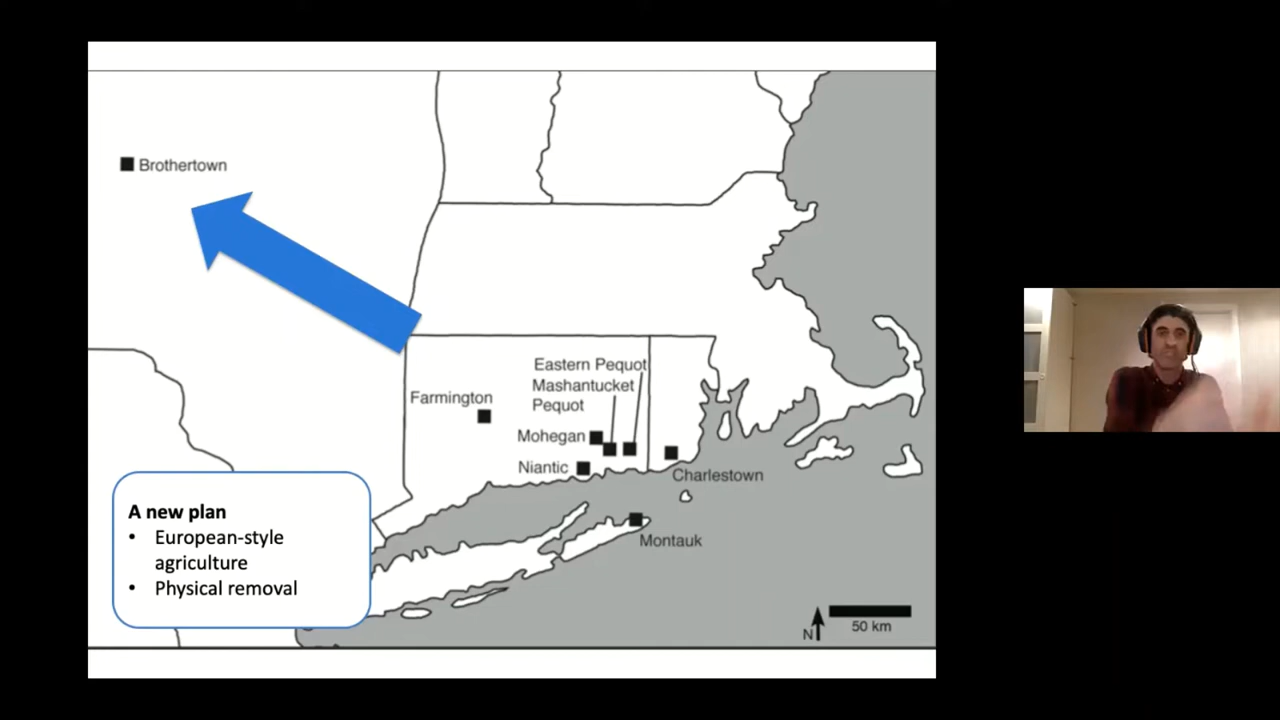 Brothertown
Eastern Pequot
Mashantucket
Pequot
Farmington
Mohegan
Niantic
Charlestown
Montauk
A new plan
• European-style
agriculture
• Physical removal
N
50 km